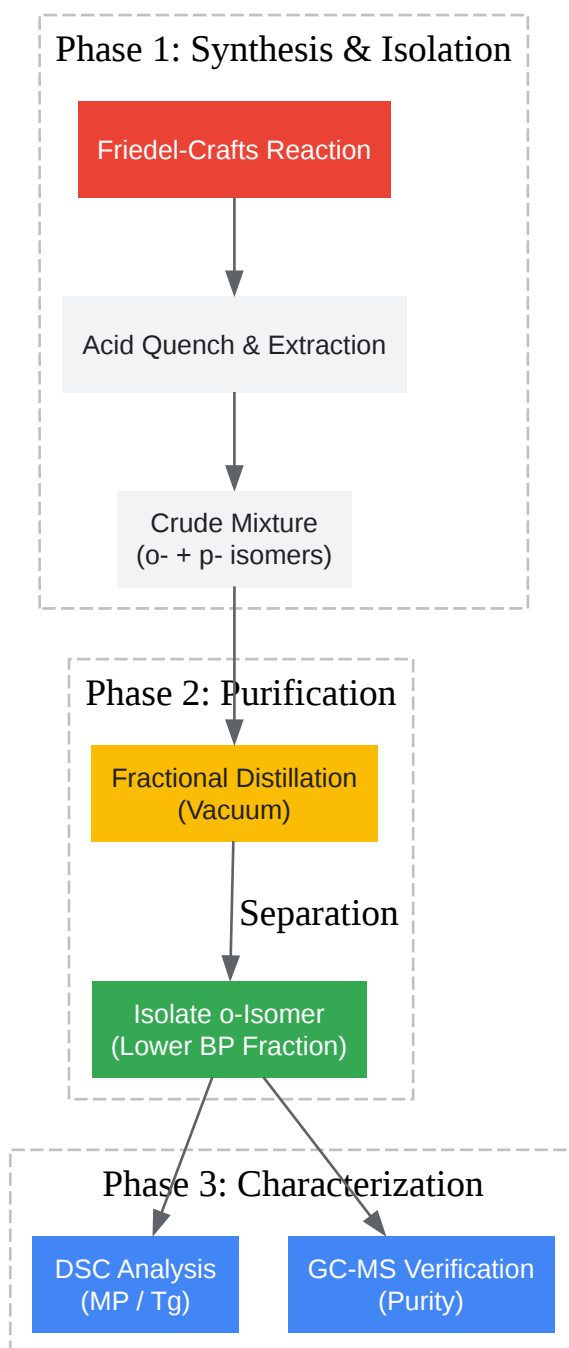 Phase 1: Synthesis & Isolation
Friedel-Crafts Reaction
Acid Quench & Extraction
Crude Mixture
(o- + p- isomers)
Phase 2: Purification
Fractional Distillation
(Vacuum)
Separation
Isolate o-Isomer
(Lower BP Fraction)
Phase 3: Characterization
DSC Analysis
(MP / Tg)
GC-MS Verification
(Purity)